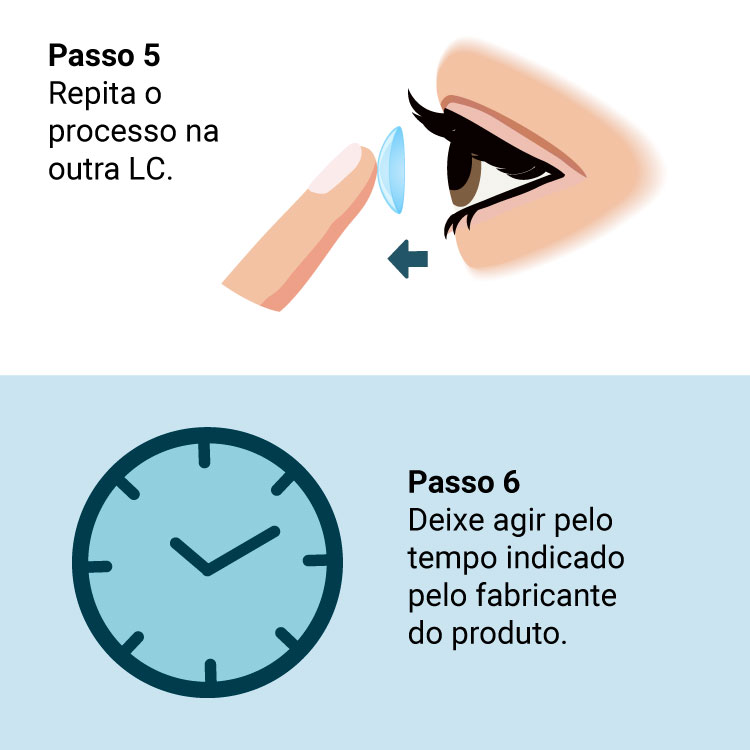 Passo 5
Repita o
processo na
outra LC.
Passo 6
Deixe agir pelo
tempo indicado
pelo fabricante
do produto.